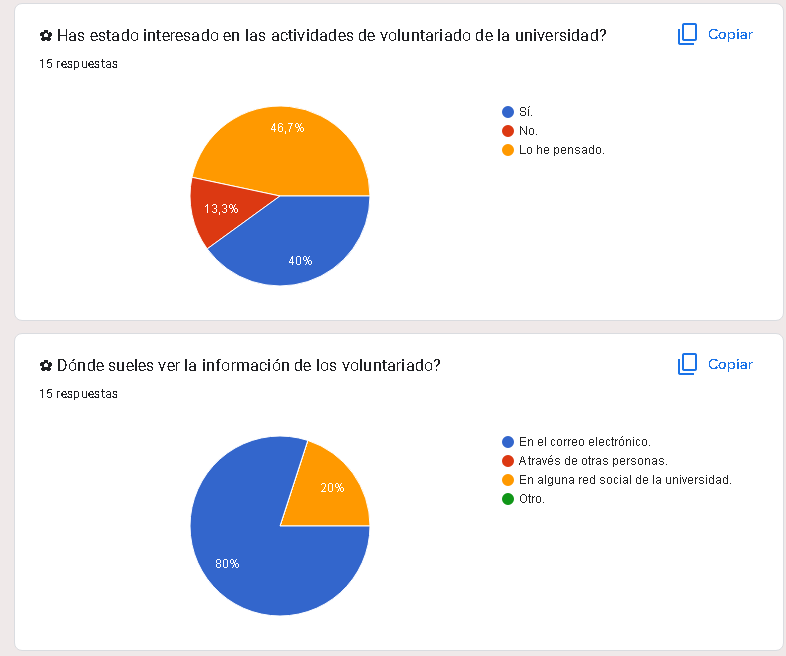 ✿ Has estado interesado en las actividades de voluntariado de la universidad?
Copiar
15 respuestas
46,7%
13,3%
40%
Sí.
No.
Lo he pensado.
✿ Dónde sueles ver la información de los voluntariado?
Copiar
15 respuestas
20%
80%
En el correo electrónico.
Através de otras personas.
En alguna red social de la universidad.
Otro.